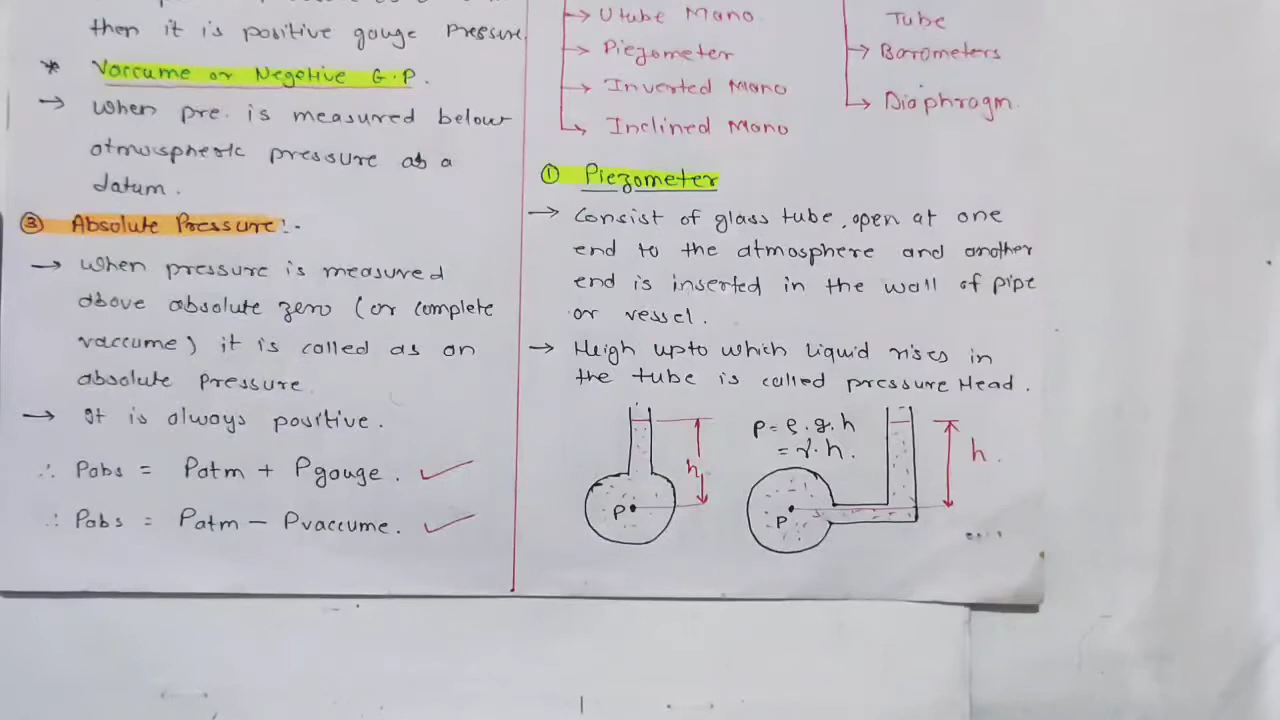 then it is positive gauge pressure
* Vaccume or Negetive G.P.
→ when pre. is measured below
atmospheric pressure as a
datum.
③ Absolute Pressure:-
→ when pressure is measured
above absolute zero (or complete
vaccume) it is called as an
absolute pressure.
→ It is always positive.
∴ Pabs = Patm + Pgauge.
∴ Pabs = Patm - Pvaccume.
→ Utube Mano.
→ Piezometer
→ Inverted Mono
→ Inclined Mono
Tube
→ Barometers
→ Diaphragm.
① Piezometer
→ Consist of glass tube, open at one
end to the atmosphere and another
end is inserted in the wall of pipe
or vessel.
→ Heigh upto which liquid rises in
the tube is called pressure Head.
P = ρ.g.h
= γ.h.
h
h.
P
P